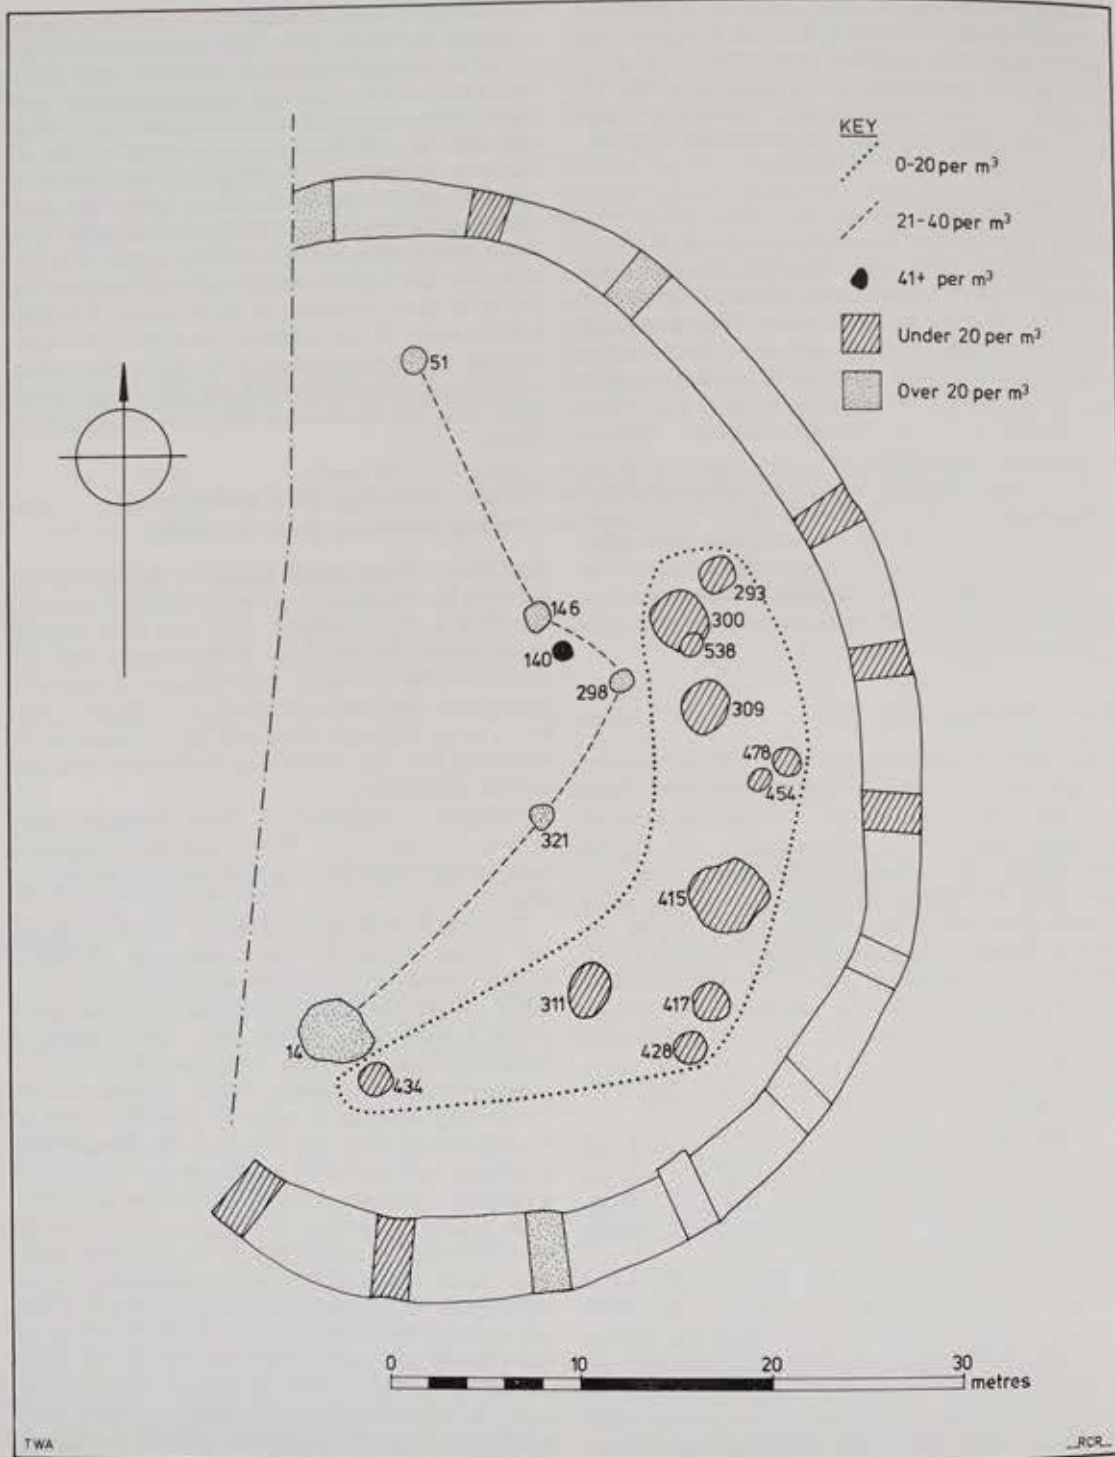 KEY
0-20 per m³
21-40 per m³
41+ per m³
Under 20 per m³
Over 20 per m³
51
146
140
298
321
14
434
293
300
538
309
478
454
415
311
417
428
0 10 20 30
metres
TWA
RCR